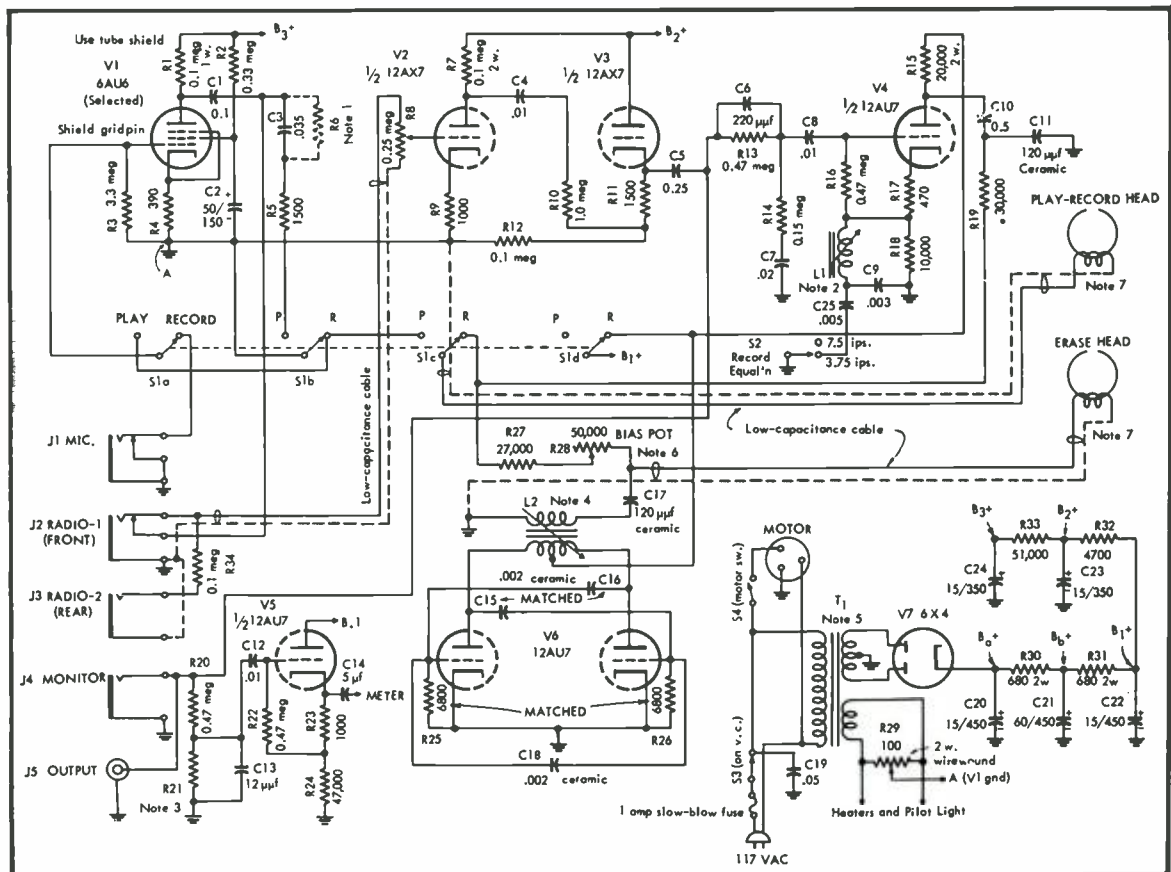 Use tube shield
V1
6AU6
(Selected)
Shield gridpin
R1
0.1 meg
1 w.
R2
0.33 meg
B3+
C1
0.1
C3
.035
R6
Note 1
R3
3.3 meg
R4
390
C2
50/
150
R5
1500
A
V2
1/2 12AX7
R7
0.1 meg
2 w.
R8
0.25 meg
C4
.01
R9
1000
R10
1.0 meg
R12
0.1 meg
V3
1/2 12AX7
B2+
R11
1500
C5
0.25
C6
220 µµf
R13
0.47 meg
C8
.01
R14
0.15 meg
C7
.02
V4
1/2 12AU7
R15
20,000
2 w.
R16
0.47 meg
R17
470
R18
10,000
L1
Note 2
C9
.003
C25
.005
C10
0.5
C11
120 µµf
Ceramic
R19
30,000
PLAY-RECORD HEAD
Note 7
ERASE HEAD
Note 7
PLAY
RECORD
P
R
P
R
P
R
S1a
S1b
S1c
S1d
B1+
S2
Record
Equal'n
7.5 ips.
3.75 ips.
Low-capacitance cable
Low-capacitance cable
J1 MIC.
J2 RADIO-1
(FRONT)
J3 RADIO-2
(REAR)
R34
0.1 meg
J4 MONITOR
J5 OUTPUT
R20
0.47 meg
R21
Note 3
V5
1/2 12AU7
C12
.01
B.1
C14
5 µf
METER
R22
0.47 meg
R23
1000
C13
12 µµf
R24
47,000
R27
27,000
50,000
R28
BIAS POT
Note 6
L2
Note 4
C17
120 µµf
ceramic
.002 ceramic
C16
C15
MATCHED
V6
12AU7
6800
R25
MATCHED
6800
R26
C18
.002 ceramic
MOTOR
S4 (motor sw.)
S3 (on v.c.)
C19
.05
1 amp slow-blow fuse
117 VAC
T1
Note 5
V7 6X4
R29
100
2 w.
wirewound
A (V1 gnd)
Heaters and Pilot Light
B3+
R33
51,000
B2+
R32
4700
C24
15/350
C23
15/350
Ba+
R30
680 2w
Bb+
R31
680 2w
B1+
C20
15/450
C21
60/450
C22
15/450